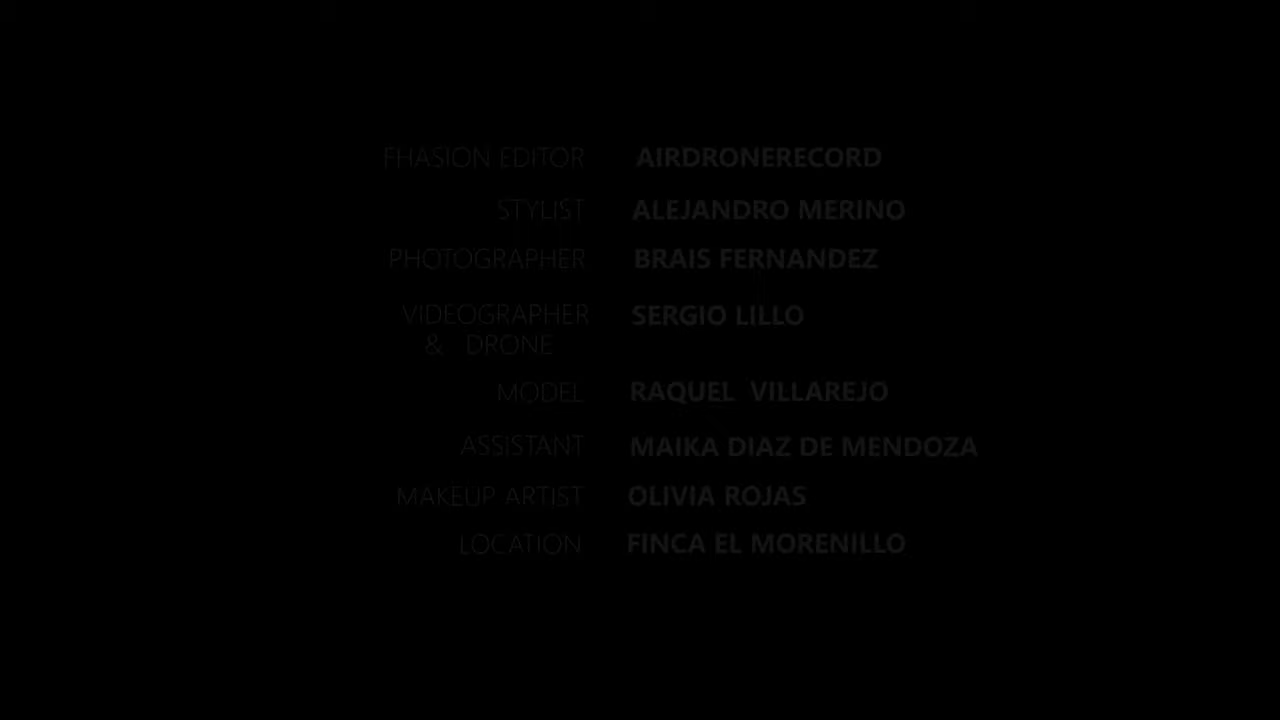 FHASION EDITOR AIRDRONERECORD
STYLIST ALEJANDRO MERINO
PHOTOGRAPHER BRAIS FERNANDEZ
VIDEOGRAPHER SERGIO LILLO
& DRONE
MODEL RAQUEL VILLAREJO
ASSISTANT MAIKA DIAZ DE MENDOZA
MAKEUP ARTIST OLIVIA ROJAS
LOCATION FINCA EL MORENILLO